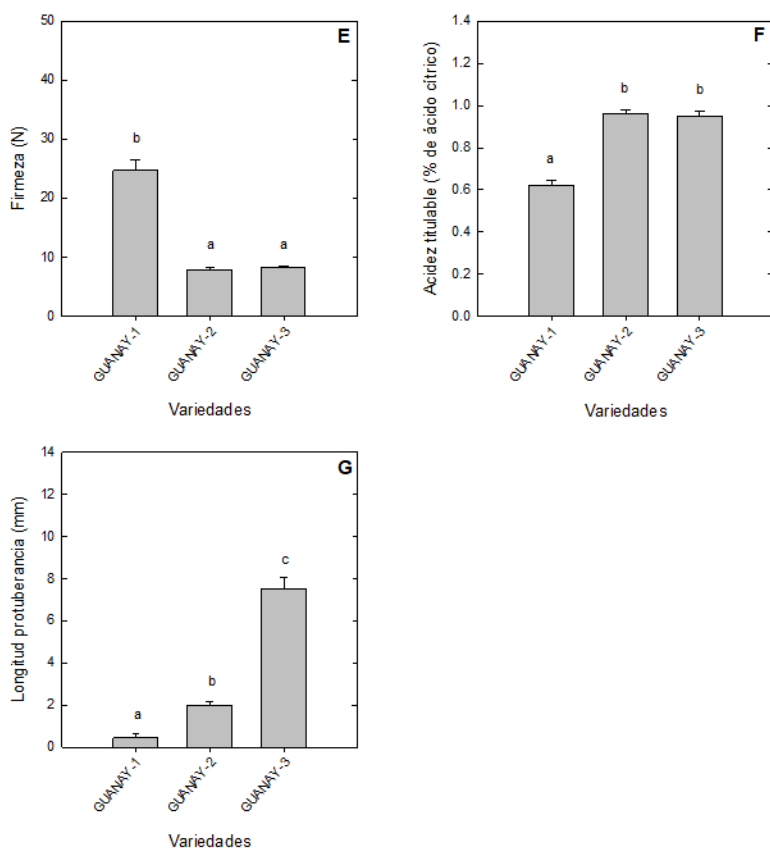 E
50
40
30
20
10
0
Firmeza (N)
b
a
a
GUANAY-1
GUANAY-2
GUANAY-3
Variedades
F
1.4
1.2
1.0
0.8
0.6
0.4
0.2
0.0
Acidez titulable (% de ácido cítrico)
a
b
b
GUANAY-1
GUANAY-2
GUANAY-3
Variedades
G
14
12
10
8
6
4
2
0
Longitud protuberancia (mm)
a
b
c
GUANAY-1
GUANAY-2
GUANAY-3
Variedades